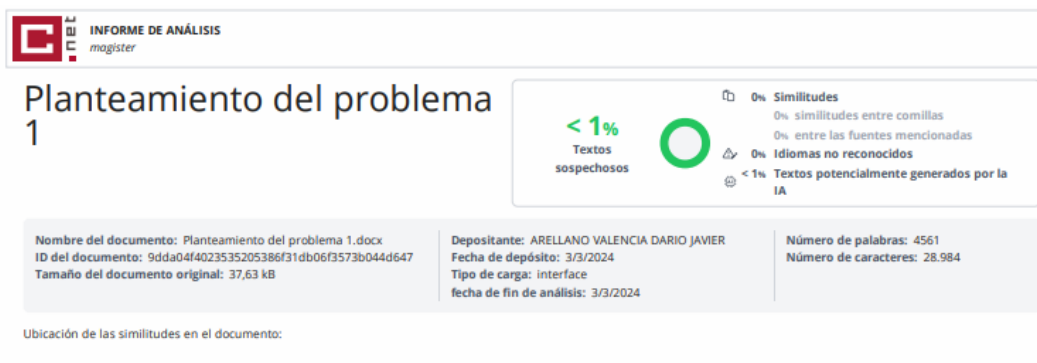 C .net
INFORME DE ANÁLISIS
magister
Planteamiento del problema
1
< 1%
Textos
sospechosos
0% Similitudes
0% similitudes entre comillas
0% entre las fuentes mencionadas
0% Idiomas no reconocidos
< 1% Textos potencialmente generados por la
IA
Nombre del documento: Planteamiento del problema 1.docx
ID del documento: 9dda04f4023535205386f31db06f3573b044d647
Tamaño del documento original: 37,63 kB
Depositante: ARELLANO VALENCIA DARIO JAVIER
Fecha de depósito: 3/3/2024
Tipo de carga: interface
fecha de fin de análisis: 3/3/2024
Número de palabras: 4561
Número de caracteres: 28.984
Ubicación de las similitudes en el documento: